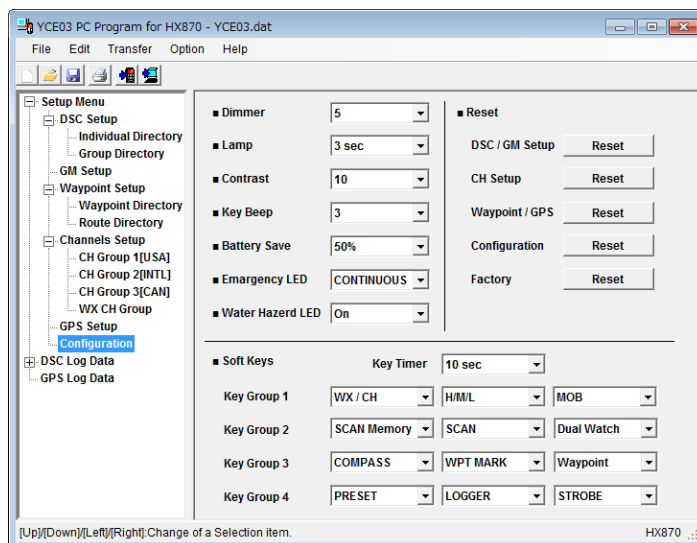 YCE03 PC Program for HX870 - YCE03.dat
File Edit Transfer Option Help
Setup Menu
DSC Setup
Individual Directory
Group Directory
GM Setup
Waypoint Setup
Waypoint Directory
Route Directory
Channels Setup
CH Group 1[USA]
CH Group 2[INTL]
CH Group 3[CAN]
WX CH Group
GPS Setup
Configuration
DSC Log Data
GPS Log Data
■ Dimmer 5
■ Lamp 3 sec
■ Contrast 10
■ Key Beep 3
■ Battery Save 50%
■ Emargency LED CONTINUOUS
■ Water Hazerd LED On
■ Reset
DSC / GM Setup Reset
CH Setup Reset
Waypoint / GPS Reset
Configuration Reset
Factory Reset
■ Soft Keys Key Timer 10 sec
Key Group 1 WX / CH H/M/L MOB
Key Group 2 SCAN Memory SCAN Dual Watch
Key Group 3 COMPASS WPT MARK Waypoint
Key Group 4 PRESET LOGGER STROBE
[Up]/[Down]/[Left]/[Right]:Change of a Selection item. HX870